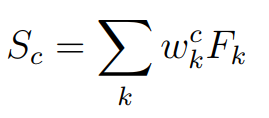 S_c = \sum_k w_k^c F_k